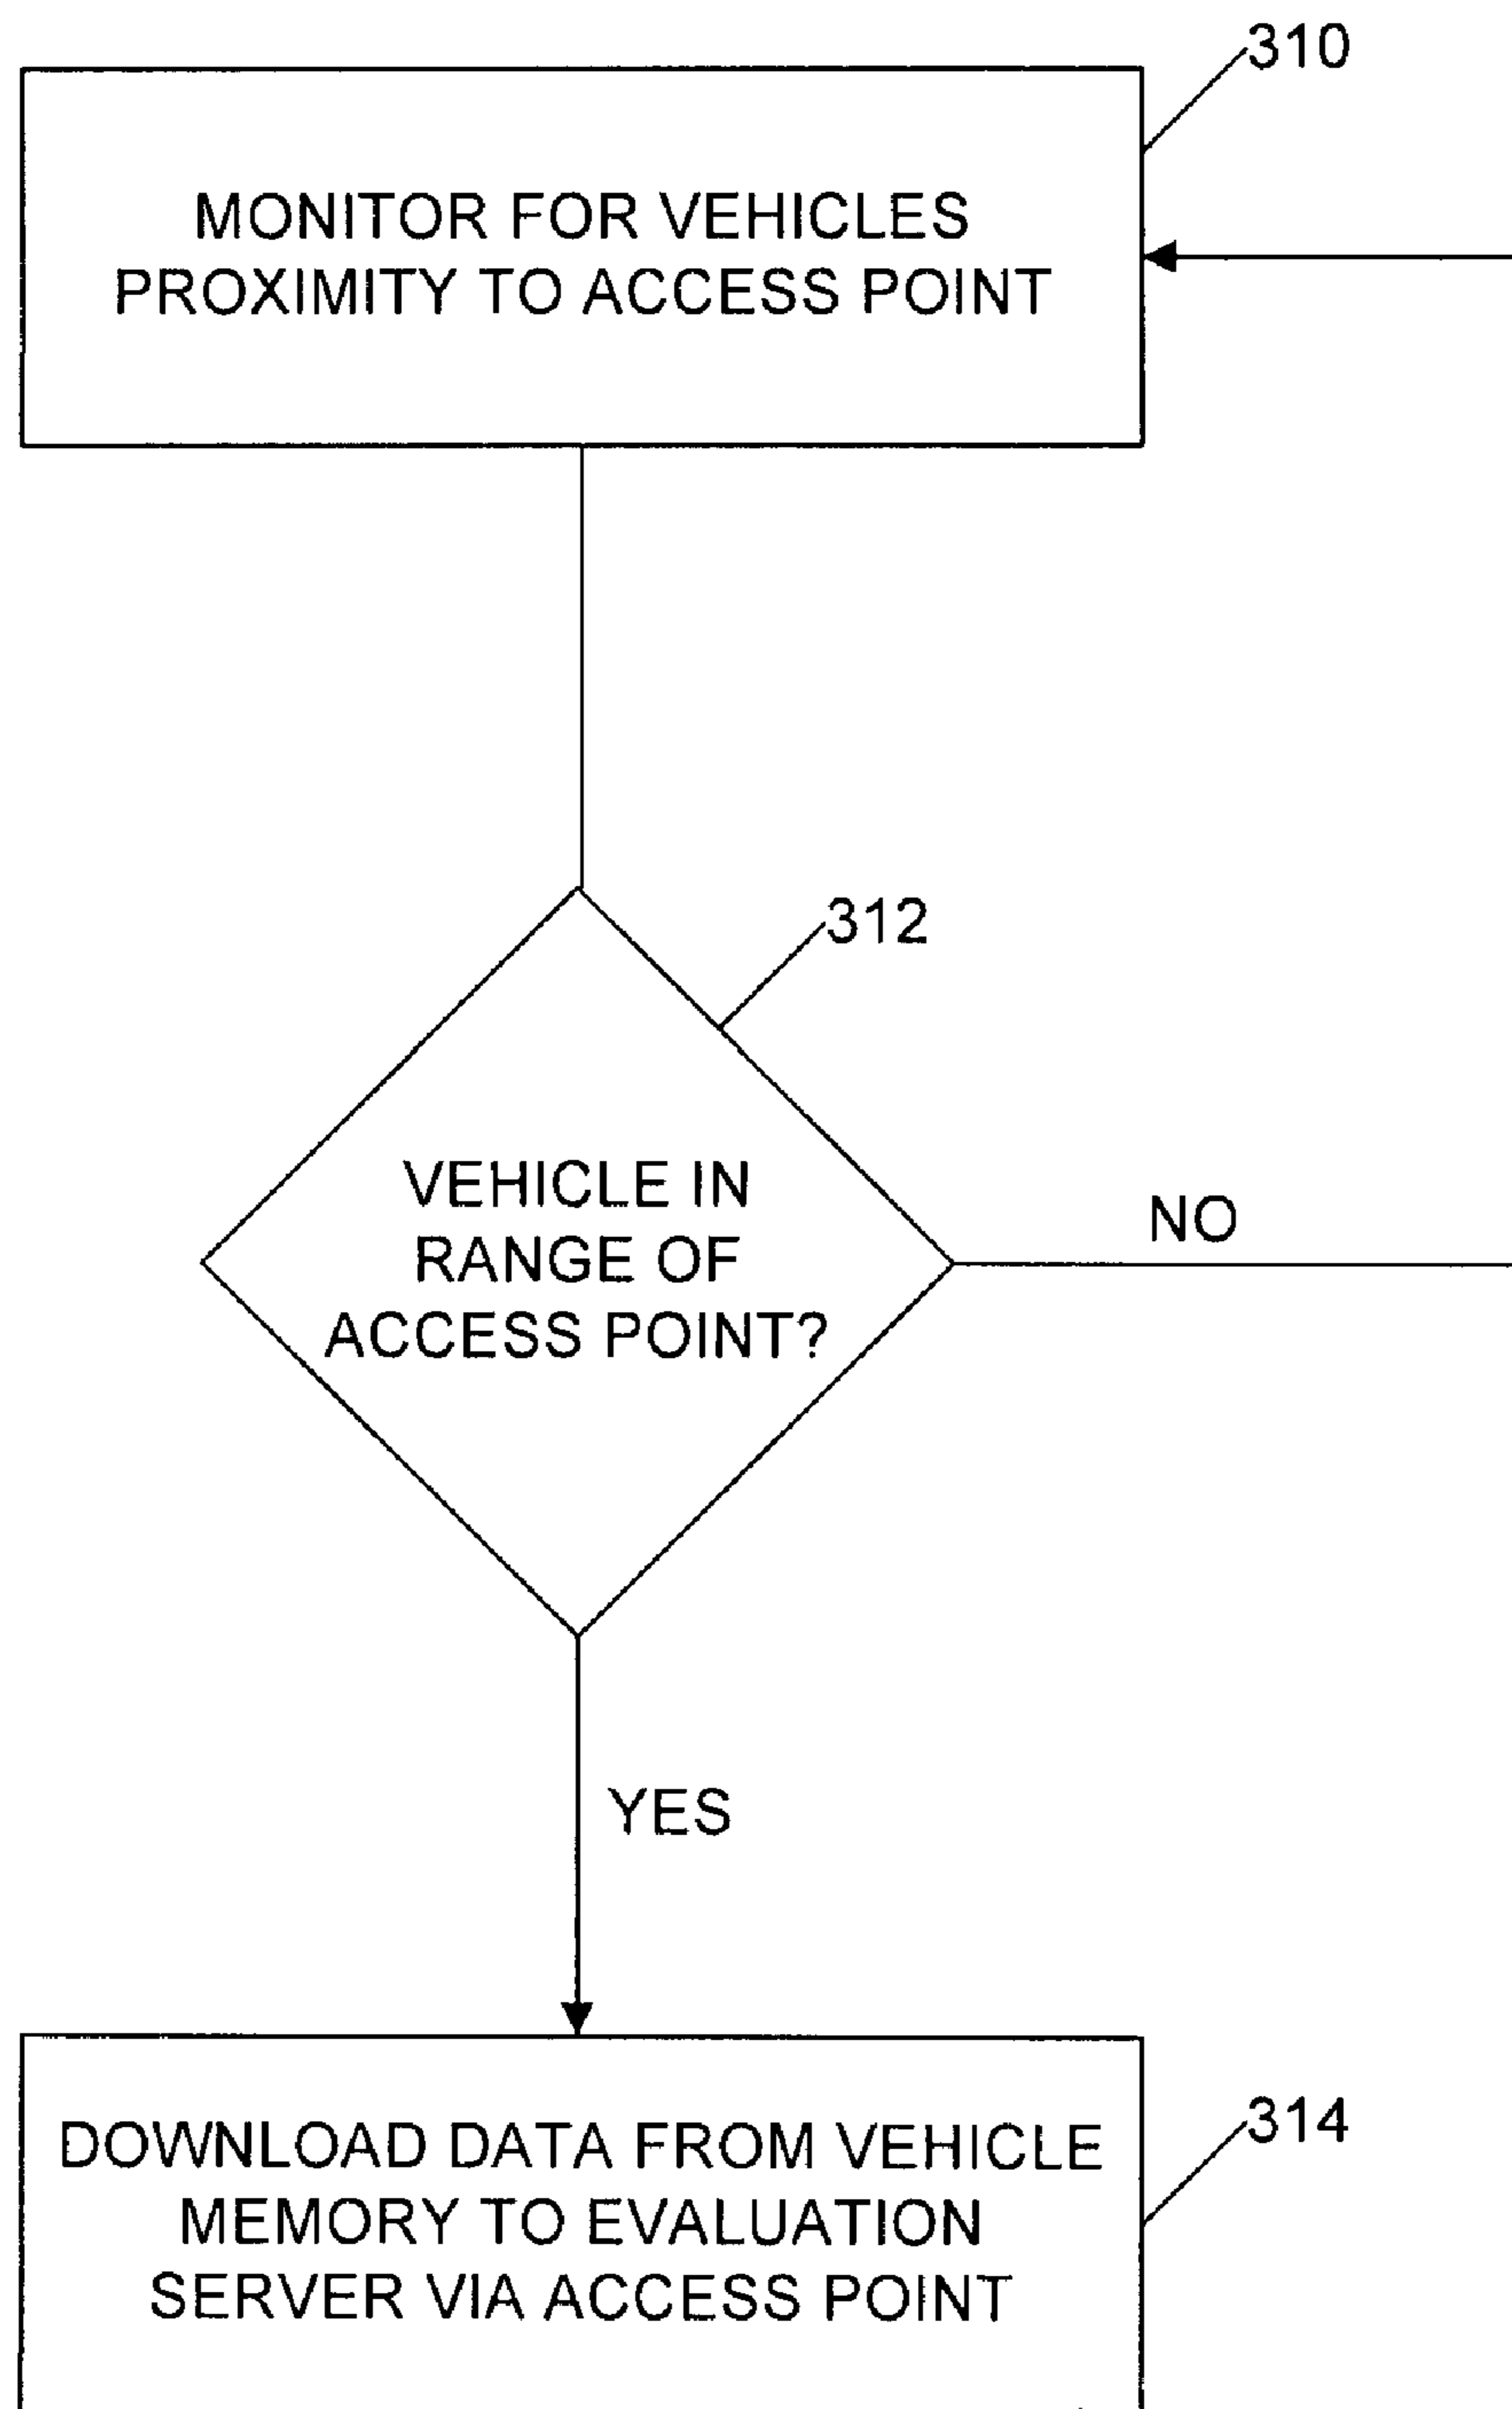 310
MONITOR FOR VEHICLES
PROXIMITY TO ACCESS POINT
312
VEHICLE IN
RANGE OF
ACCESS POINT?
NO
YES
314
DOWNLOAD DATA FROM VEHICLE
MEMORY TO EVALUATION
SERVER VIA ACCESS POINT